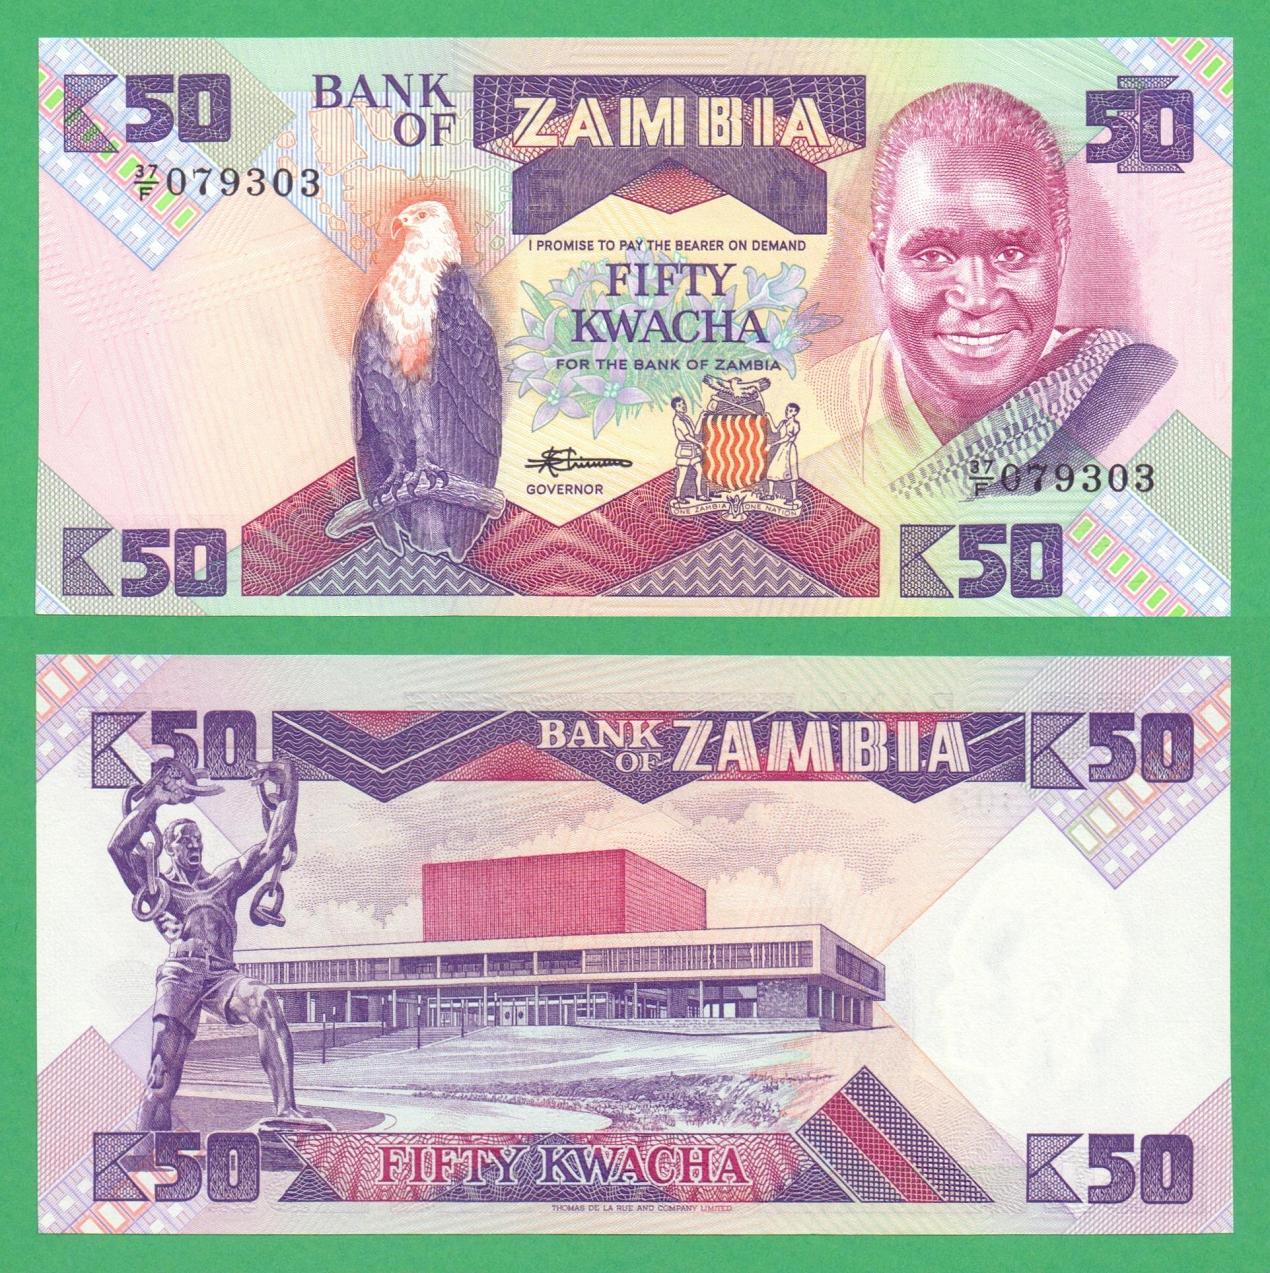 K50
BANK
OF
ZAMBIA
50
37/F 079303
I PROMISE TO PAY THE BEARER ON DEMAND
FIFTY
KWACHA
FOR THE BANK OF ZAMBIA
GOVERNOR
ONE ZAMBIA ONE NATION
37/F 079303
K50
K50
K50
BANK
OF
ZAMBIA
K50
K50
FIFTY KWACHA
K50
THOMAS DE LA RUE AND COMPANY LIMITED